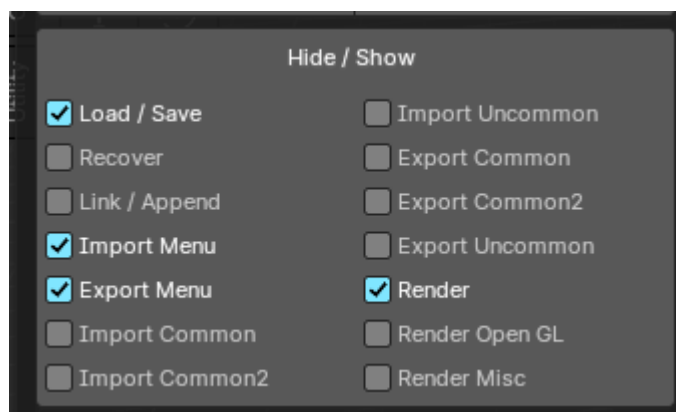 Hide / Show
Load / Save
Recover
Link / Append
Import Menu
Export Menu
Import Common
Import Common2
Import Uncommon
Export Common
Export Common2
Export Uncommon
Render
Render Open GL
Render Misc